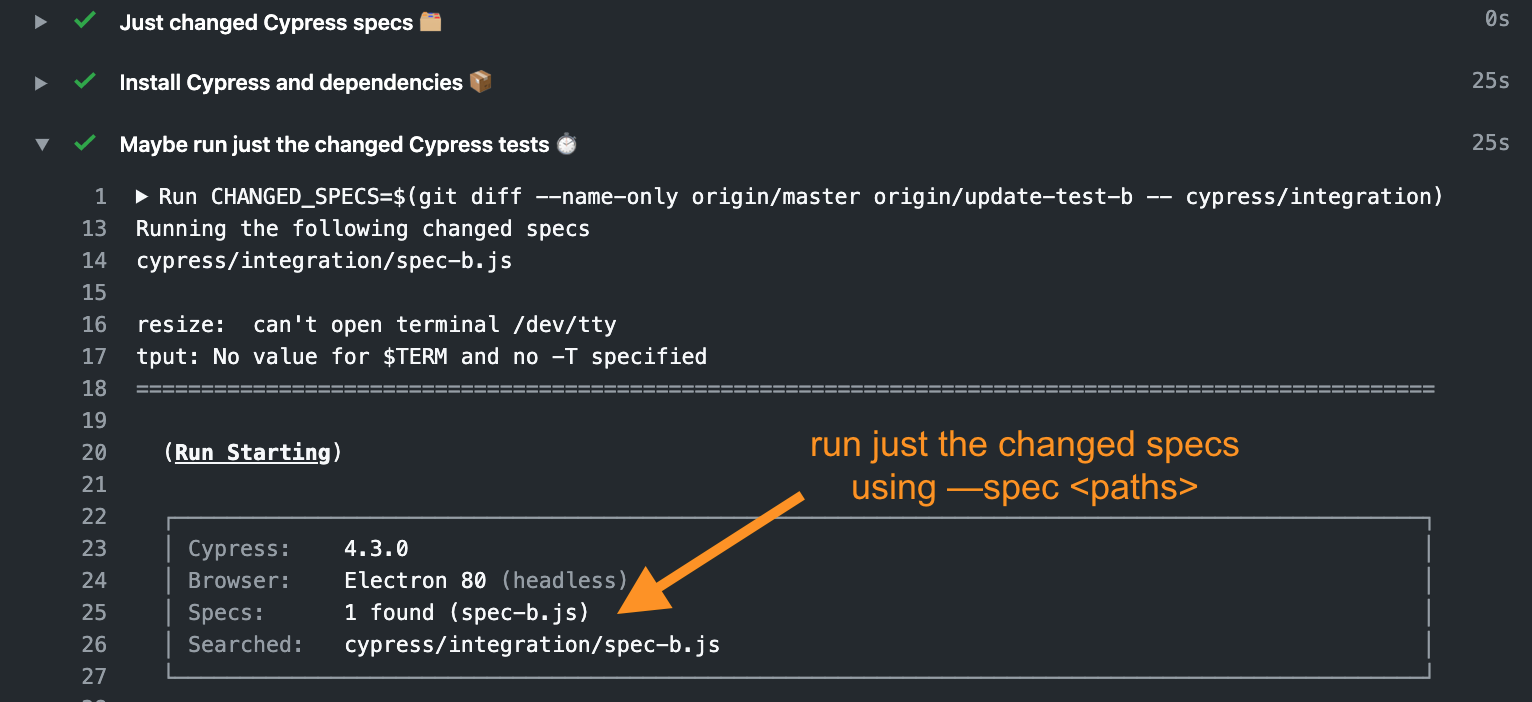 Just changed Cypress specs 🗂️ 0s
Install Cypress and dependencies 📦 25s
Maybe run just the changed Cypress tests ⏱️ 25s
1 ▶ Run CHANGED_SPECS=$(git diff --name-only origin/master origin/update-test-b -- cypress/integration)
13 Running the following changed specs
14 cypress/integration/spec-b.js
15
16 resize:  can't open terminal /dev/tty
17 tput: No value for $TERM and no -T specified
18 ====================================================================================================
19
20 (Run Starting)
run just the changed specs
using —spec <paths>
21
22
23 Cypress: 4.3.0
24 Browser: Electron 80 (headless)
25 Specs: 1 found (spec-b.js)
26 Searched: cypress/integration/spec-b.js
27